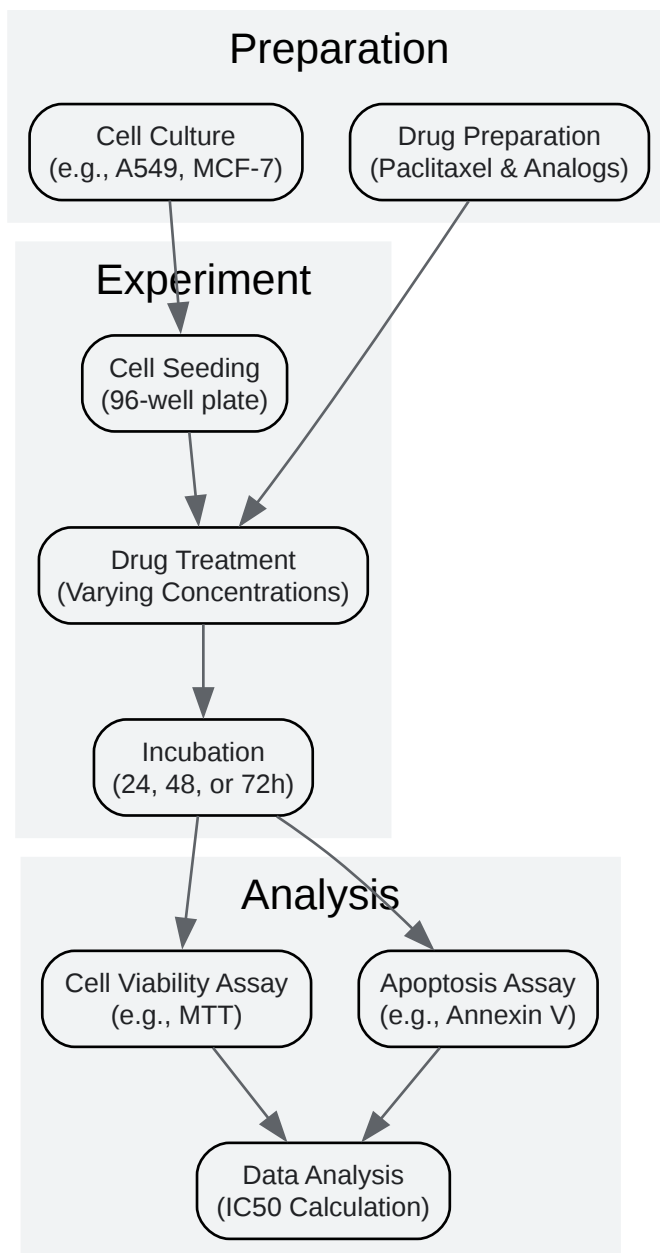 Preparation
Cell Culture
(e.g., A549, MCF-7)
Drug Preparation
(Paclitaxel & Analogs)
Experiment
Cell Seeding
(96-well plate)
Drug Treatment
(Varying Concentrations)
Incubation
(24, 48, or 72h)
Analysis
Cell Viability Assay
(e.g., MTT)
Apoptosis Assay
(e.g., Annexin V)
Data Analysis
(IC50 Calculation)